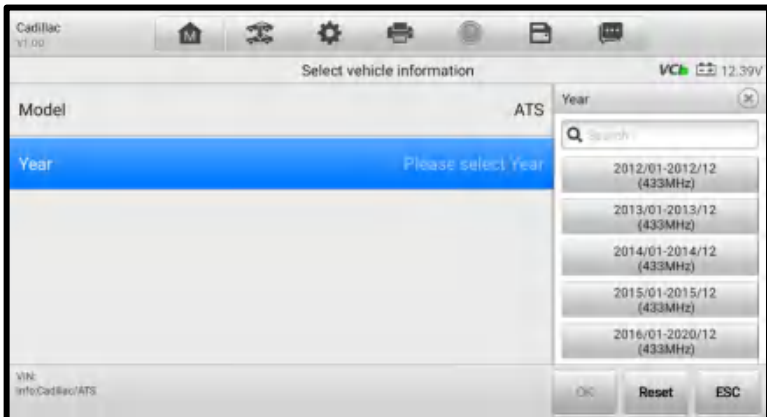 Cadillac
V1.00
M
Select vehicle information
VCI 12.39V
Model
ATS
Year
Please select Year
Year
Search
2012/01-2012/12
(433MHz)
2013/01-2013/12
(433MHz)
2014/01-2014/12
(433MHz)
2015/01-2015/12
(433MHz)
2016/01-2020/12
(433MHz)
VIN:
Info:Cadillac/ATS
OK
Reset
ESC